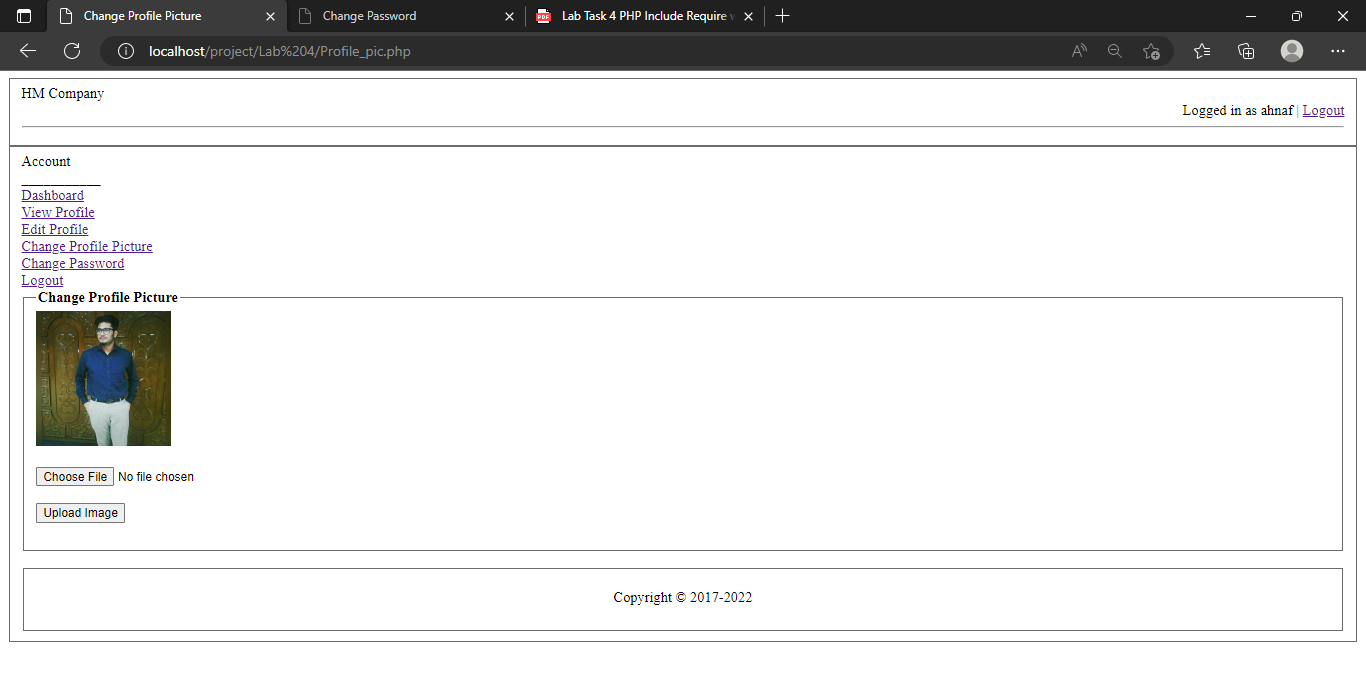 Change Profile Picture
Change Password
Lab Task 4 PHP Include Require
localhost/project/Lab%204/Profile_pic.php
HM Company
Logged in as ahnaf | Logout
Account
___________
Dashboard
View Profile
Edit Profile
Change Profile Picture
Change Password
Logout
Change Profile Picture
Choose File No file chosen
Upload Image
Copyright © 2017-2022